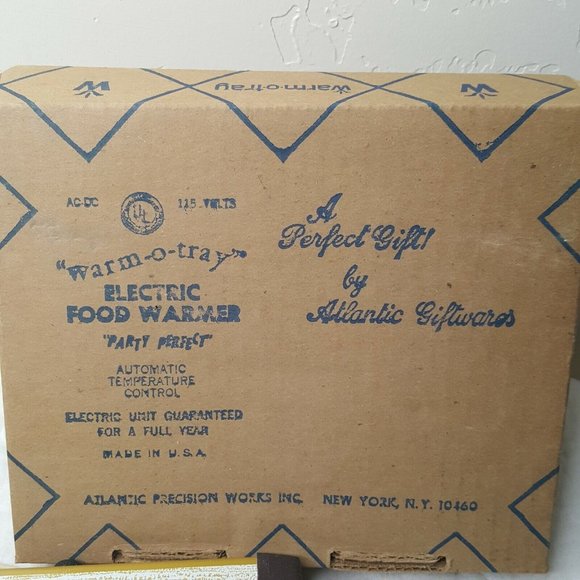 W
warm-o-tray
W
AC-DC
UL
115 VOLTS
"warm-o-tray"
ELECTRIC
FOOD WARMER
"PARTY PERFECT"
AUTOMATIC
TEMPERATURE
CONTROL
ELECTRIC UNIT GUARANTEED
FOR A FULL YEAR
MADE IN U.S.A.
A
Perfect Gift!
by
Atlantic Giftwares
ATLANTIC PRECISION WORKS INC. NEW YORK, N.Y. 10460